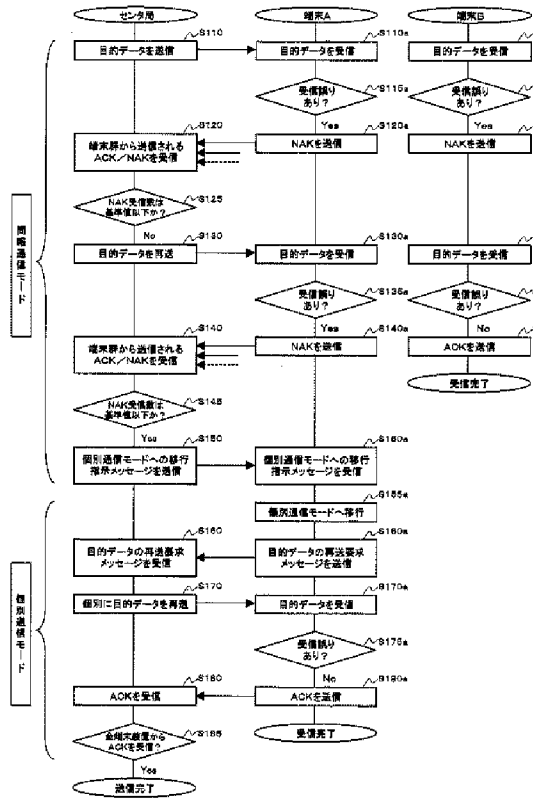 センタ局
端末A
端末B
S110
目的データを送信
S110a
目的データを受信
目的データを受信
S115a
受信誤り
あり?
受信誤り
あり?
Yes
Yes
S120
端末群から送信される
ACK/NAKを受信
S120a
NAKを送信
NAKを送信
S125
NAK受信数は
基準値以下か?
No
S130
目的データを再送
S130a
目的データを受信
目的データを受信
S135a
受信誤り
あり?
受信誤り
あり?
Yes
No
S140
端末群から送信される
ACK/NAKを受信
S140a
NAKを送信
ACKを送信
受信完了
S145
NAK受信数は
基準値以下か?
Yes
S150
個別通信モードへの移行
指示メッセージを送信
S150a
個別通信モードへの移行
指示メッセージを受信
S155a
個別通信モードへ移行
S160
目的データの再送要求
メッセージを受信
S160a
目的データの再送要求
メッセージを送信
S170
個別に目的データを再送
S170a
目的データを受信
S175a
受信誤り
あり?
No
S180
ACKを受信
S180a
ACKを送信
受信完了
S185
全端末装置から
ACKを受信?
Yes
送信完了
通信モード
個別通信モード